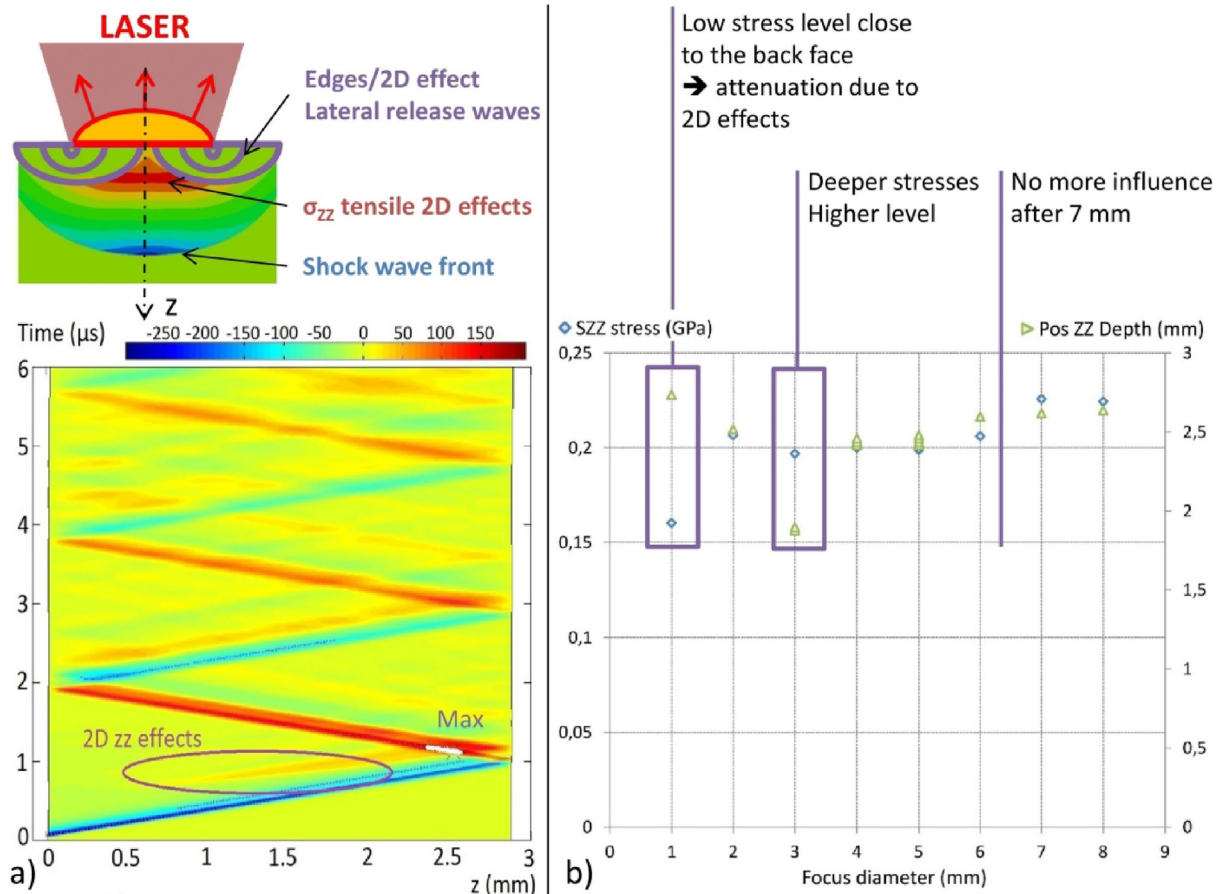 LASER
Edges/2D effect
Lateral release waves
σZZ tensile 2D effects
Shock wave front
z
Time (µs)
-250 -200 -150 -100 -50 0 50 100 150
6
5
4
3
2
1
0
2D zz effects
Max
0 0.5 1 1.5 2 2.5 3
z (mm)
a)
Low stress level close
to the back face
➔ attenuation due to
2D effects
Deeper stresses
Higher level
No more influence
after 7 mm
SZZ stress (GPa)
Pos ZZ Depth (mm)
0,25
0,2
0,15
0,1
0,05
0
3
2,5
2
1,5
1
0,5
0
0 1 2 3 4 5 6 7 8 9
Focus diameter (mm)
b)